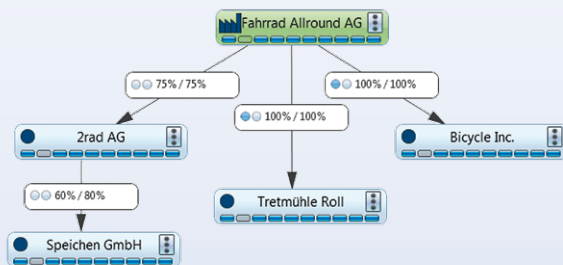 Fahrrad Allround AG
75% / 75%
100% / 100%
100% / 100%
2rad AG
Bicycle Inc.
60% / 80%
Tretmühle Roll
Speichen GmbH